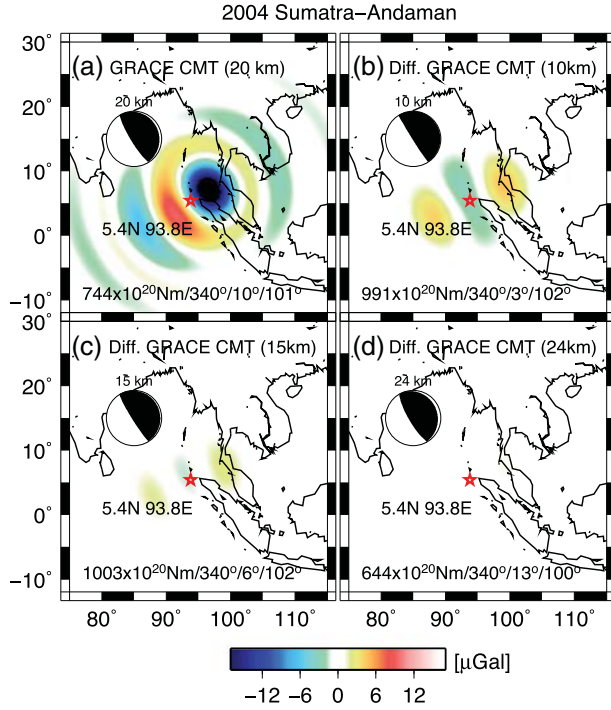 2004 Sumatra−Andaman
(a) GRACE CMT (20 km)
(b) Diff. GRACE CMT (10km)
30˚
20˚
10˚
0˚
−10˚
20 km
10 km
5.4N 93.8E
5.4N 93.8E
744x10²⁰Nm/340º/10º/101º
991x10²⁰Nm/340º/3º/102º
(c) Diff. GRACE CMT (15km)
(d) Diff. GRACE CMT (24km)
30˚
20˚
10˚
0˚
−10˚
15 km
24 km
5.4N 93.8E
5.4N 93.8E
1003x10²⁰Nm/340º/6º/102º
644x10²⁰Nm/340º/13º/100º
80˚ 90˚ 100˚ 110˚
80˚ 90˚ 100˚ 110˚
[μGal]
−12 −6 0 6 12